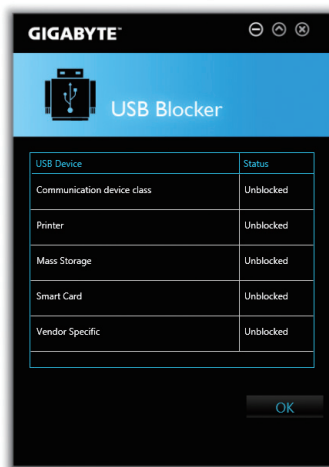 GIGABYTE™
USB Blocker
USB Device Status
Communication device class Unblocked
Printer Unblocked
Mass Storage Unblocked
Smart Card Unblocked
Vendor Specific Unblocked
OK